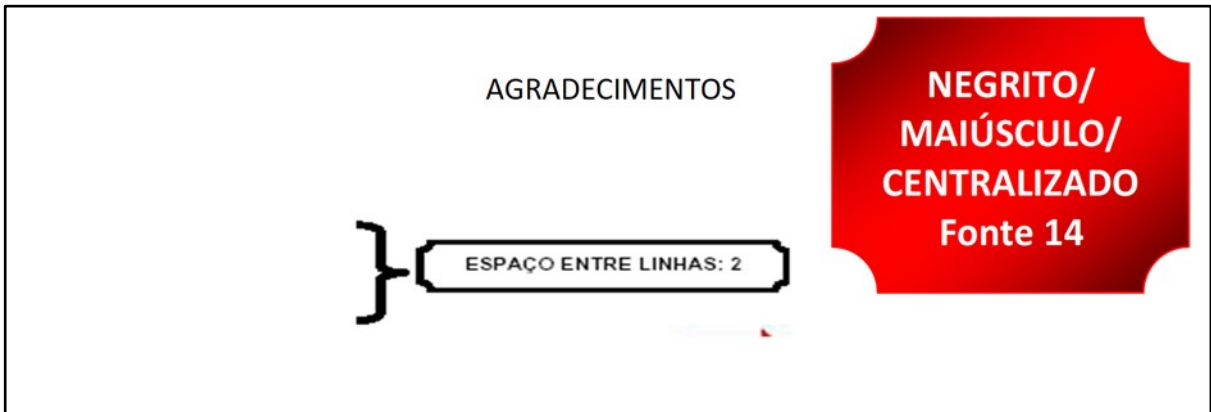 AGRADECIMENTOS
NEGRITO/
MAIÚSCULO/
CENTRALIZADO
Fonte 14
ESPAÇO ENTRE LINHAS: 2